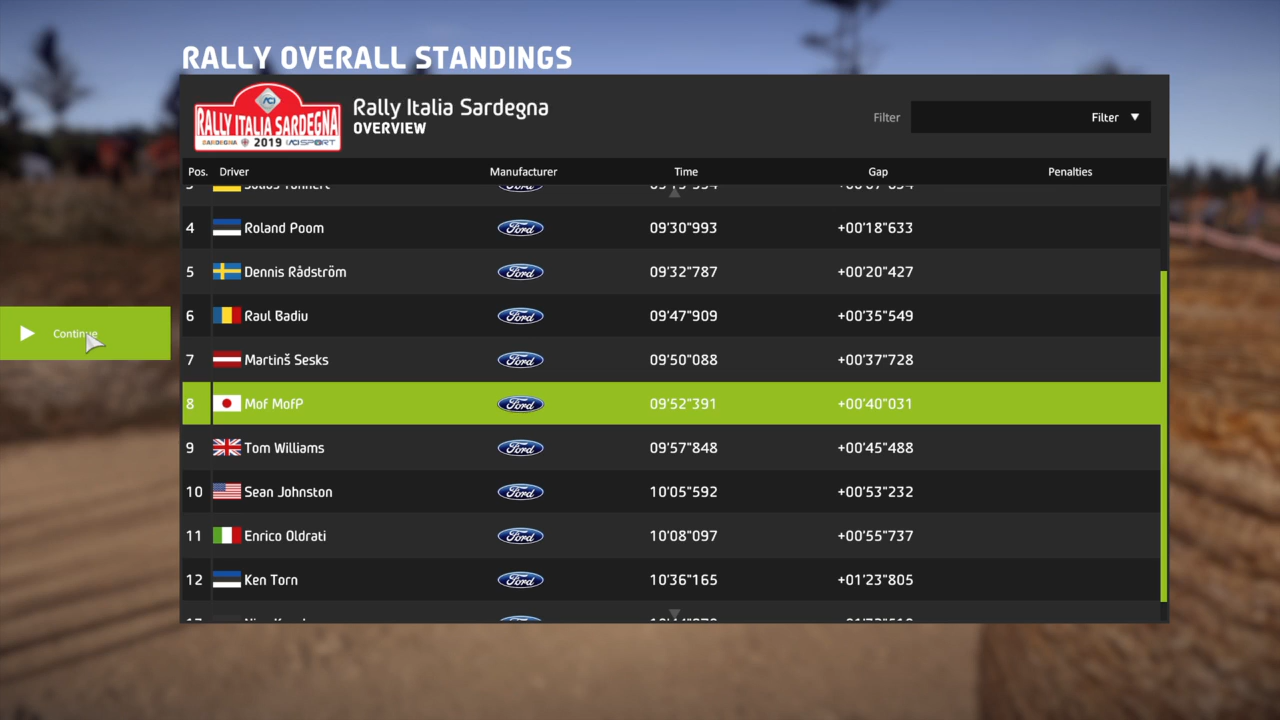 RALLY OVERALL STANDINGS
ACI
RALLY ITALIA SARDEGNA
SARDEGNA 2019 ACI SPORT
Rally Italia Sardegna
OVERVIEW
Filter Filter
Pos. Driver Manufacturer Time Gap Penalties
4 Roland Poom Ford 09'30"993 +00'18"633
5 Dennis Rådström Ford 09'32"787 +00'20"427
6 Raul Badiu Ford 09'47"909 +00'35"549
7 Martinš Sesks Ford 09'50"088 +00'37"728
8 Mof MofP Ford 09'52"391 +00'40"031
9 Tom Williams Ford 09'57"848 +00'45"488
10 Sean Johnston Ford 10'05"592 +00'53"232
11 Enrico Oldrati Ford 10'08"097 +00'55"737
12 Ken Torn Ford 10'36"165 +01'23"805
Continue